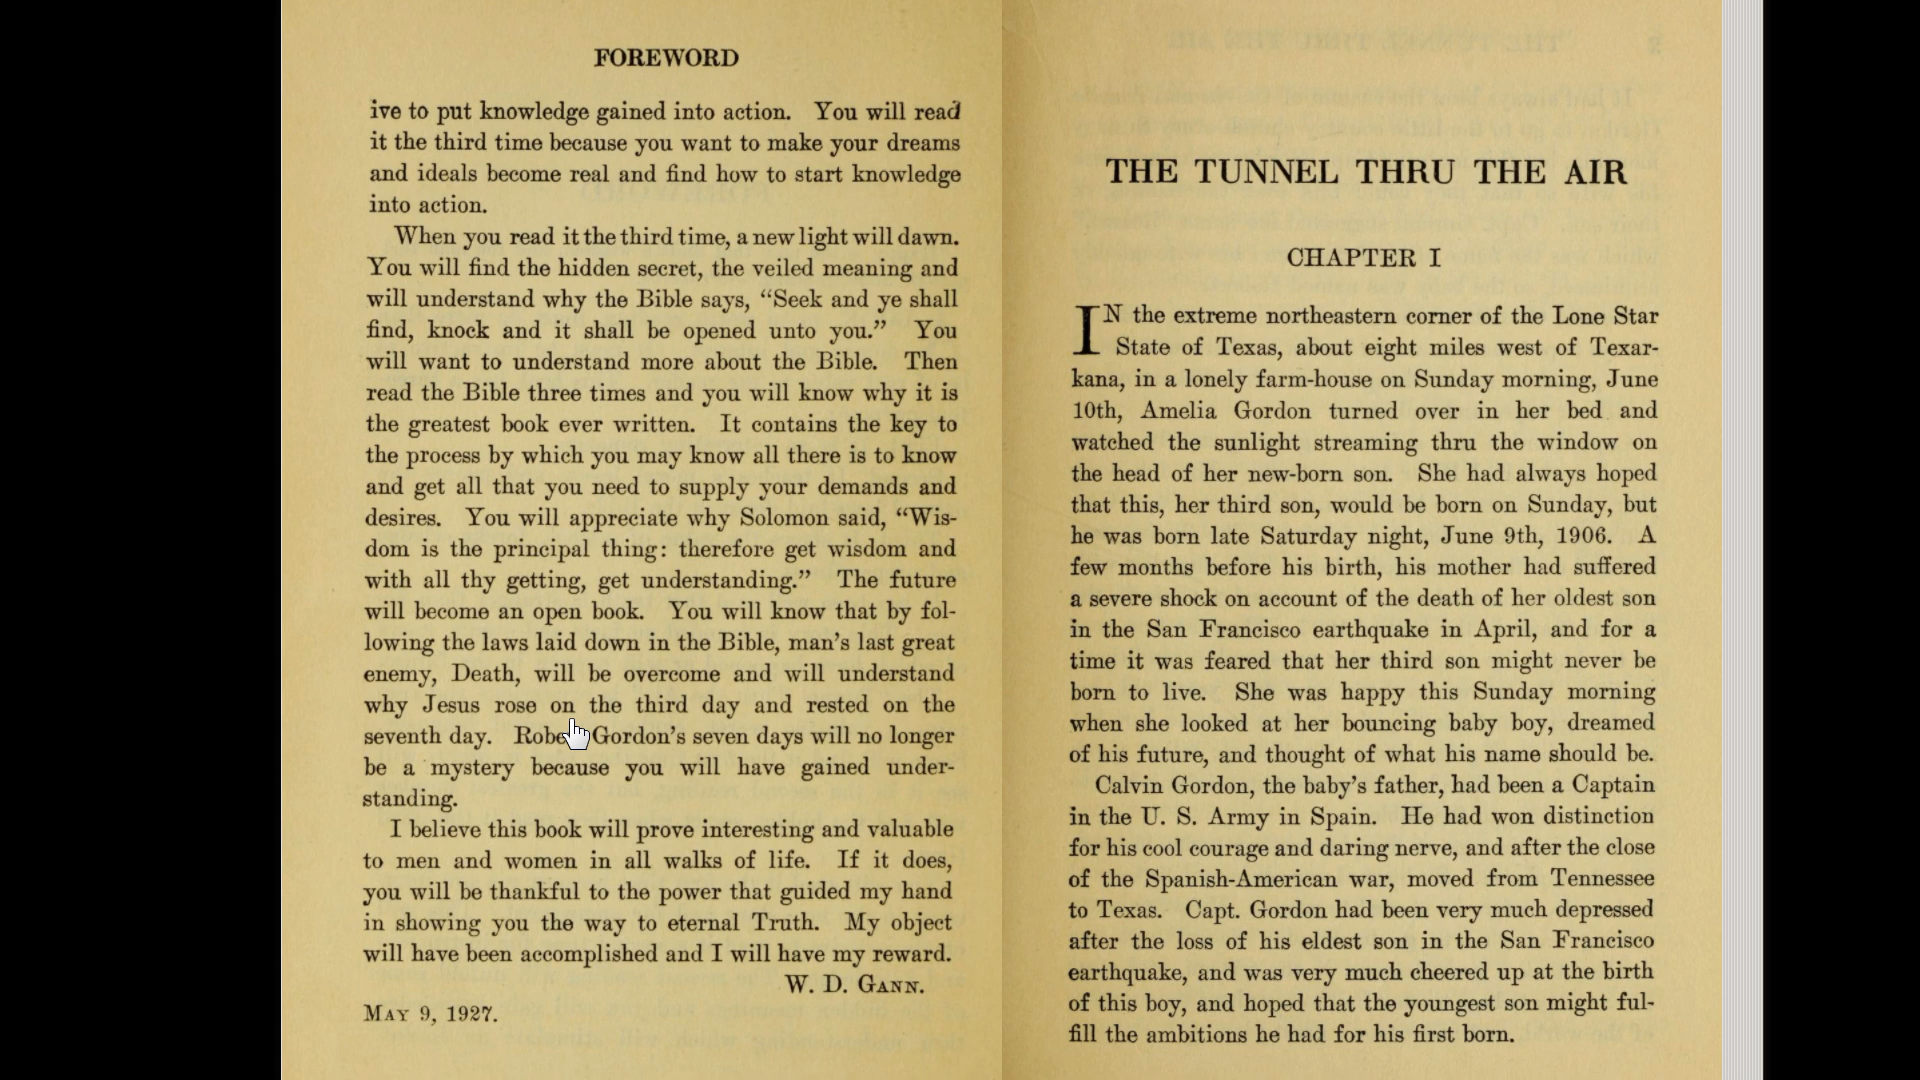 FOREWORD
ive to put knowledge gained into action. You will read
it the third time because you want to make your dreams
and ideals become real and find how to start knowledge
into action.
When you read it the third time, a new light will dawn.
You will find the hidden secret, the veiled meaning and
will understand why the Bible says, “Seek and ye shall
find, knock and it shall be opened unto you.” You
will want to understand more about the Bible. Then
read the Bible three times and you will know why it is
the greatest book ever written. It contains the key to
the process by which you may know all there is to know
and get all that you need to supply your demands and
desires. You will appreciate why Solomon said, “Wis-
dom is the principal thing: therefore get wisdom and
with all thy getting, get understanding.” The future
will become an open book. You will know that by fol-
lowing the laws laid down in the Bible, man's last great
enemy, Death, will be overcome and will understand
why Jesus rose on the third day and rested on the
seventh day. Robe Gordon's seven days will no longer
be a mystery because you will have gained under-
standing.
I believe this book will prove interesting and valuable
to men and women in all walks of life. If it does,
you will be thankful to the power that guided my hand
in showing you the way to eternal Truth. My object
will have been accomplished and I will have my reward.
W. D. GANN.
MAY 9, 1927.
THE TUNNEL THRU THE AIR
CHAPTER I
IN the extreme northeastern corner of the Lone Star
State of Texas, about eight miles west of Texar-
kana, in a lonely farm-house on Sunday morning, June
10th, Amelia Gordon turned over in her bed and
watched the sunlight streaming thru the window on
the head of her new-born son. She had always hoped
that this, her third son, would be born on Sunday, but
he was born late Saturday night, June 9th, 1906. A
few months before his birth, his mother had suffered
a severe shock on account of the death of her oldest son
in the San Francisco earthquake in April, and for a
time it was feared that her third son might never be
born to live. She was happy this Sunday morning
when she looked at her bouncing baby boy, dreamed
of his future, and thought of what his name should be.
Calvin Gordon, the baby's father, had been a Captain
in the U. S. Army in Spain. He had won distinction
for his cool courage and daring nerve, and after the close
of the Spanish-American war, moved from Tennessee
to Texas. Capt. Gordon had been very much depressed
after the loss of his eldest son in the San Francisco
earthquake, and was very much cheered up at the birth
of this boy, and hoped that the youngest son might ful-
fill the ambitions he had for his first born.